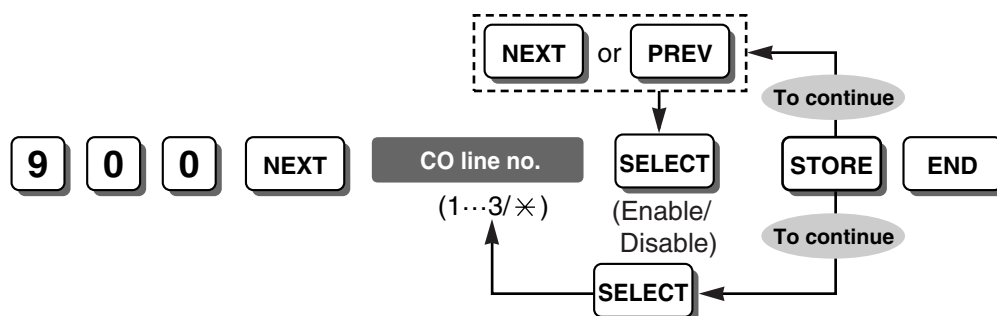 NEXT or PREV
To continue
9 0 0 NEXT CO line no. SELECT STORE END
(1···3/✳)
(Enable/
Disable)
To continue
SELECT